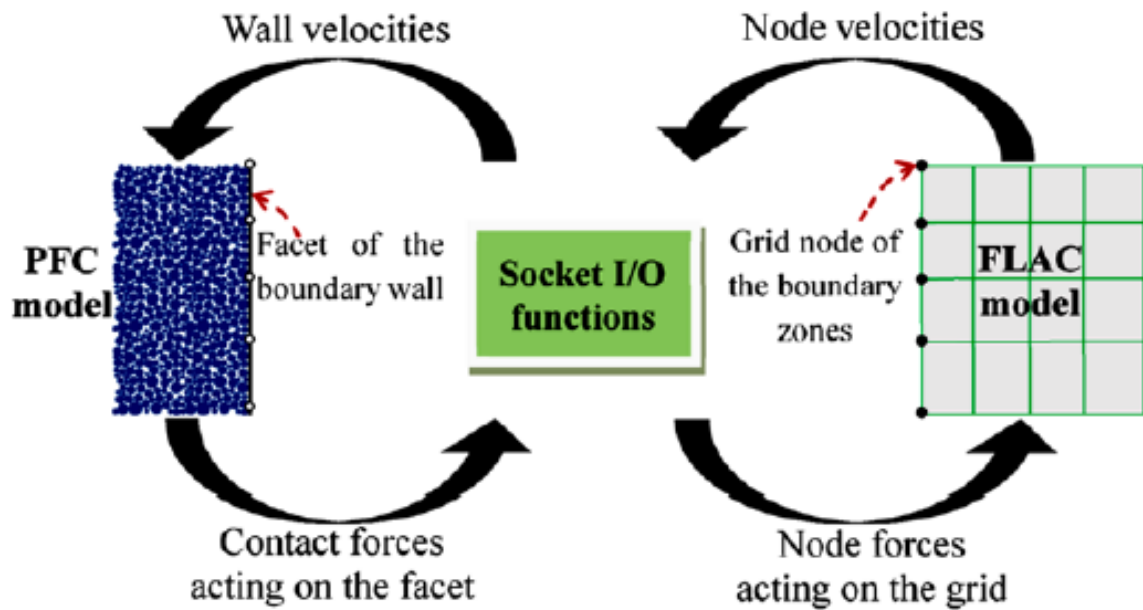 Wall velocities
Node velocities
PFC
model
Facet of the
boundary wall
Socket I/O
functions
Grid node of
the boundary
zones
FLAC
model
Contact forces
acting on the facet
Node forces
acting on the grid